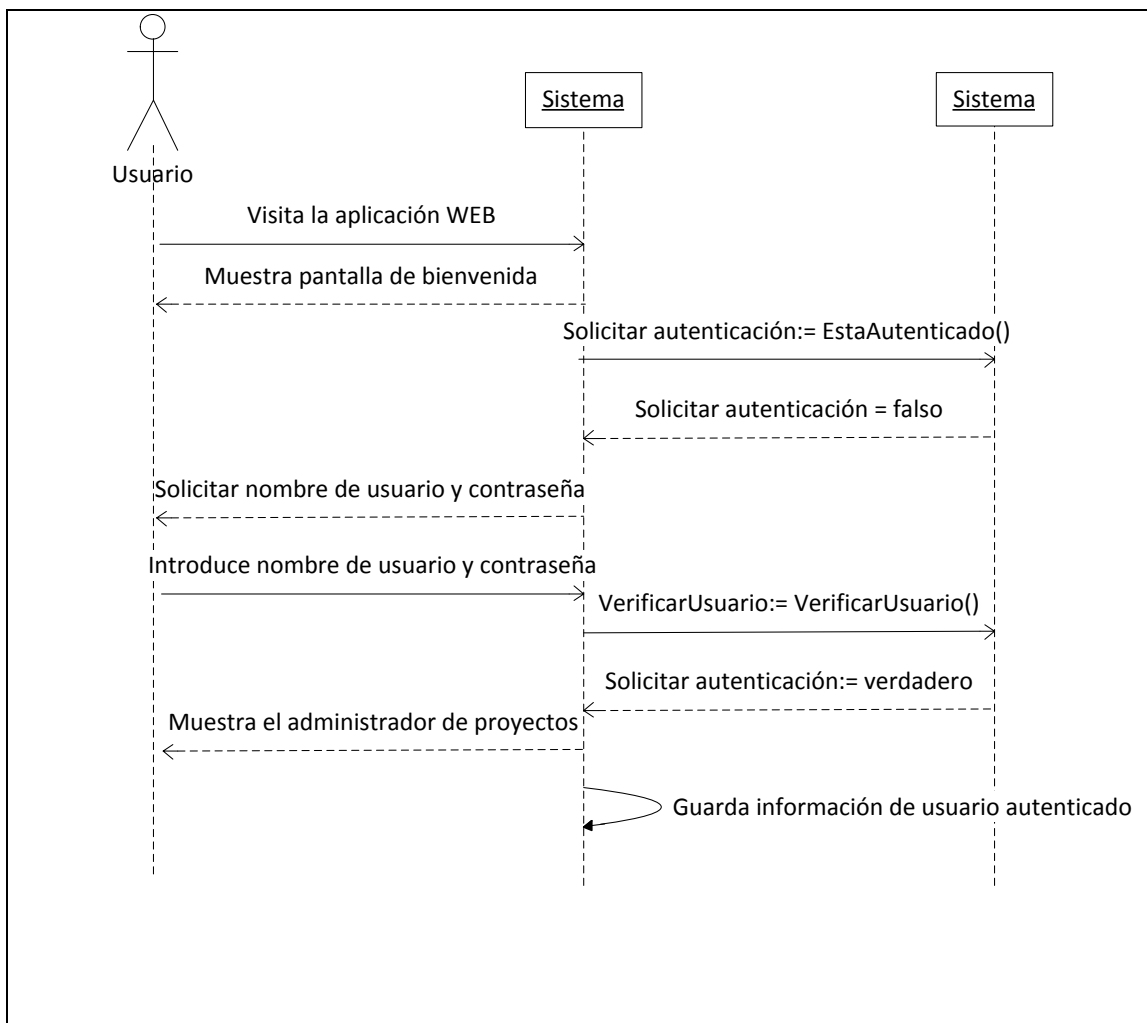 Sistema
Sistema
Usuario
Visita la aplicación WEB
Muestra pantalla de bienvenida
Solicitar autenticación:= EstaAutenticado()
Solicitar autenticación = falso
Solicitar nombre de usuario y contraseña
Introduce nombre de usuario y contraseña
VerificarUsuario:= VerificarUsuario()
Solicitar autenticación:= verdadero
Muestra el administrador de proyectos
Guarda información de usuario autenticado